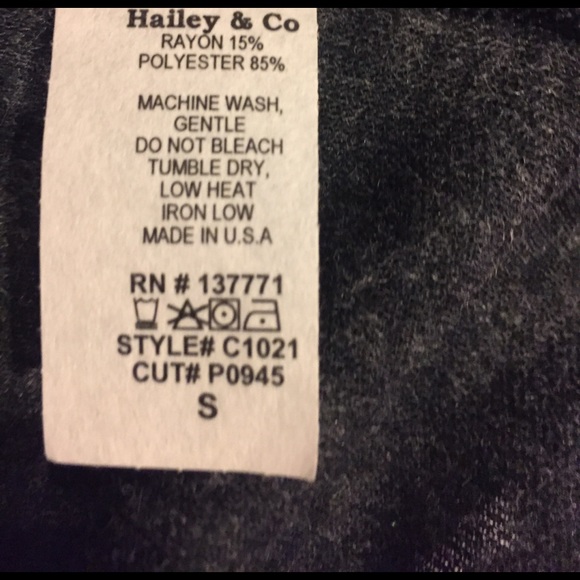 Hailey & Co
RAYON 15%
POLYESTER 85%
MACHINE WASH,
GENTLE
DO NOT BLEACH
TUMBLE DRY,
LOW HEAT
IRON LOW
MADE IN U.S.A
RN # 137771
STYLE# C1021
CUT# P0945
S